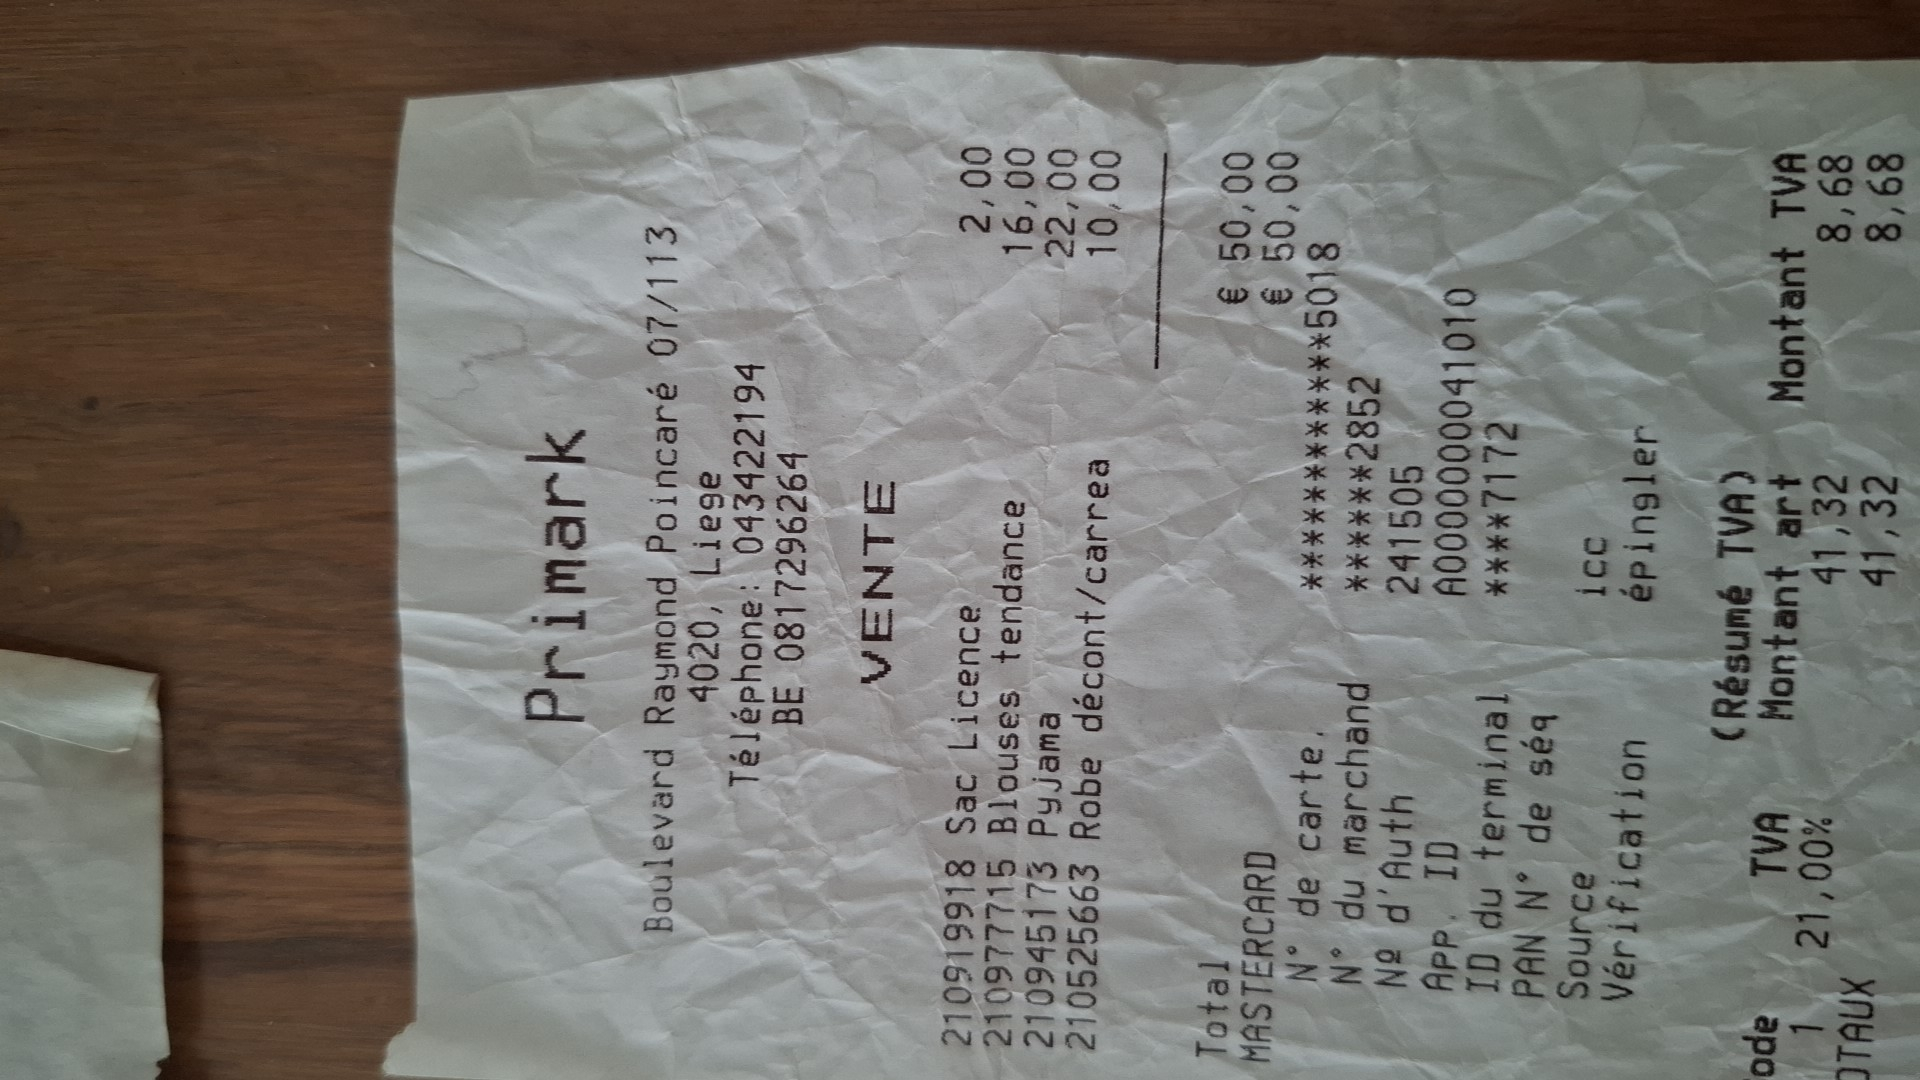 Primark
Boulevard Raymond Poincaré 07/113
4020, Liege
Téléphone: 043422194
BE 0817296264
VENTE
210919918 Sac Licence 2,00
210977715 Blouses tendance 16,00
210945173 Pyjama 22,00
210525663 Robe décont/carrea 10,00
Total € 50,00
MASTERCARD € 50,00
N° de carte. ************5018
N° du marchand ******2852
Nº d'Auth 241505
App. ID A0000000041010
ID du terminal ****7172
PAN N° de séq
Source icc
Vérification épingler
(Résumé TVA)
ode TVA Montant art Montant TVA
1 21,00% 41,32 8,68
OTAUX 41,32 8,68